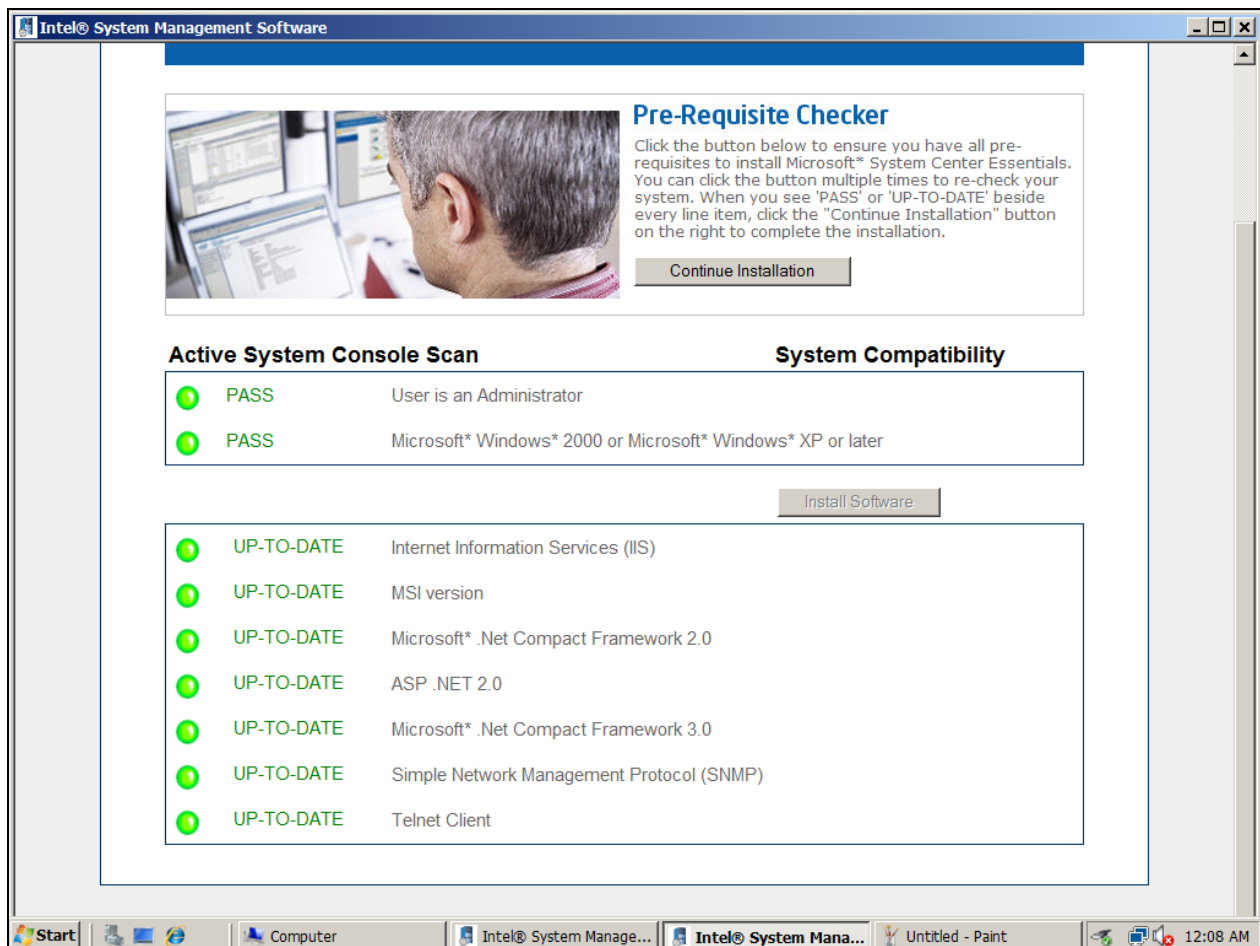 Intel® System Management Software
Pre-Requisite Checker
Click the button below to ensure you have all pre-
requisites to install Microsoft* System Center Essentials.
You can click the button multiple times to re-check your
system. When you see 'PASS' or 'UP-TO-DATE' beside
every line item, click the "Continue Installation" button
on the right to complete the installation.
Continue Installation
Active System Console Scan System Compatibility
PASS User is an Administrator
PASS Microsoft* Windows* 2000 or Microsoft* Windows* XP or later
Install Software
UP-TO-DATE Internet Information Services (IIS)
UP-TO-DATE MSI version
UP-TO-DATE Microsoft* .Net Compact Framework 2.0
UP-TO-DATE ASP .NET 2.0
UP-TO-DATE Microsoft* .Net Compact Framework 3.0
UP-TO-DATE Simple Network Management Protocol (SNMP)
UP-TO-DATE Telnet Client
Start Computer Intel® System Manage... Intel® System Mana... Untitled - Paint 12:08 AM